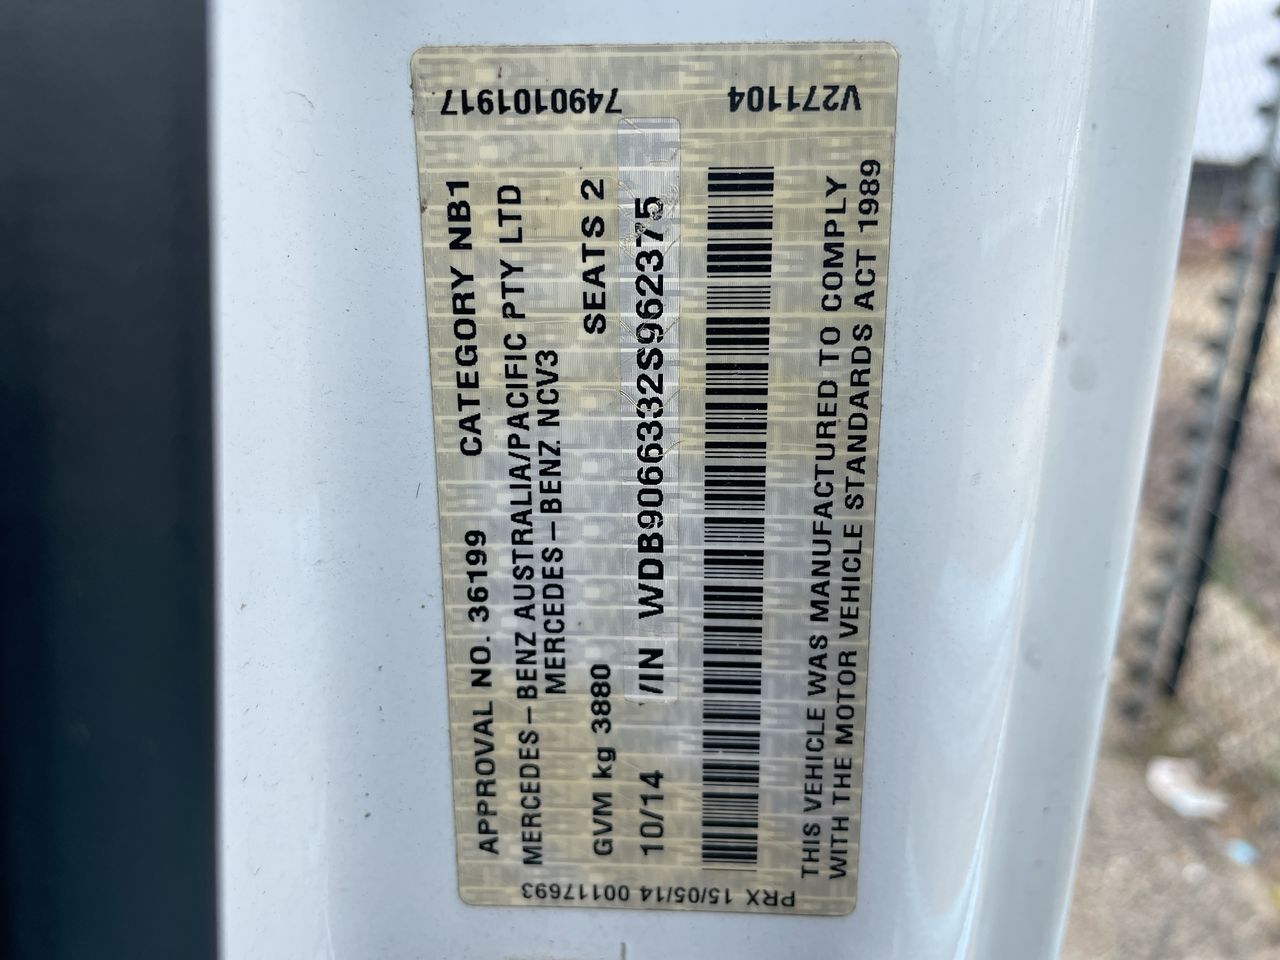 7490101917
V271104
APPROVAL NO. 36199 CATEGORY NB1
MERCEDES-BENZ AUSTRALIA/PACIFIC PTY LTD
MERCEDES-BENZ NCV3
GVM kg 3880 SEATS 2
10/14 VIN WDB9066332S962375
THIS VEHICLE WAS MANUFACTURED TO COMPLY
WITH THE MOTOR VEHICLE STANDARDS ACT 1989
PRX 15/05/14 00117693